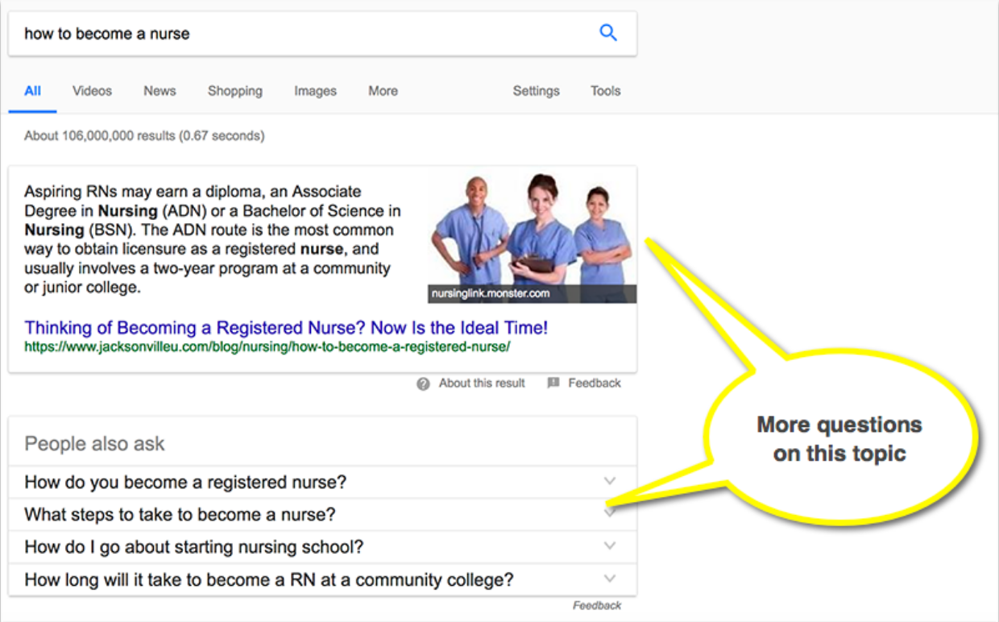 how to become a nurse
All Videos News Shopping Images More Settings Tools
About 106,000,000 results (0.67 seconds)
Aspiring RNs may earn a diploma, an Associate
Degree in Nursing (ADN) or a Bachelor of Science in
Nursing (BSN). The ADN route is the most common
way to obtain licensure as a registered nurse, and
usually involves a two-year program at a community
or junior college.
nursinglink.monster.com
Thinking of Becoming a Registered Nurse? Now Is the Ideal Time!
https://www.jacksonvilleu.com/blog/nursing/how-to-become-a-registered-nurse/
About this result Feedback
People also ask
How do you become a registered nurse?
What steps to take to become a nurse?
How do I go about starting nursing school?
How long will it take to become a RN at a community college?
Feedback
More questions
on this topic